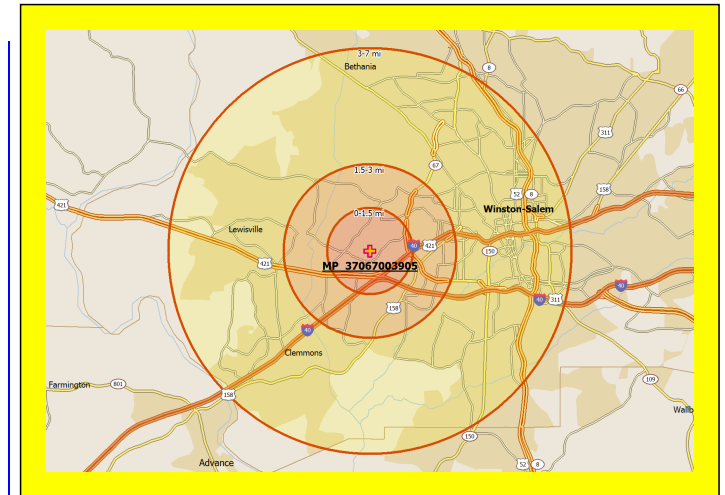 3-7 mi
Bethania
8
66
311
67
1.5-3 mi
158
52 8
421
Winston-Salem
0-1.5 mi
Lewisville
40 421
150
421
MP 37067003905
40
40 311
158
40
Clemmons
Farmington
801
109
158
Wallb
150
Advance
52 8